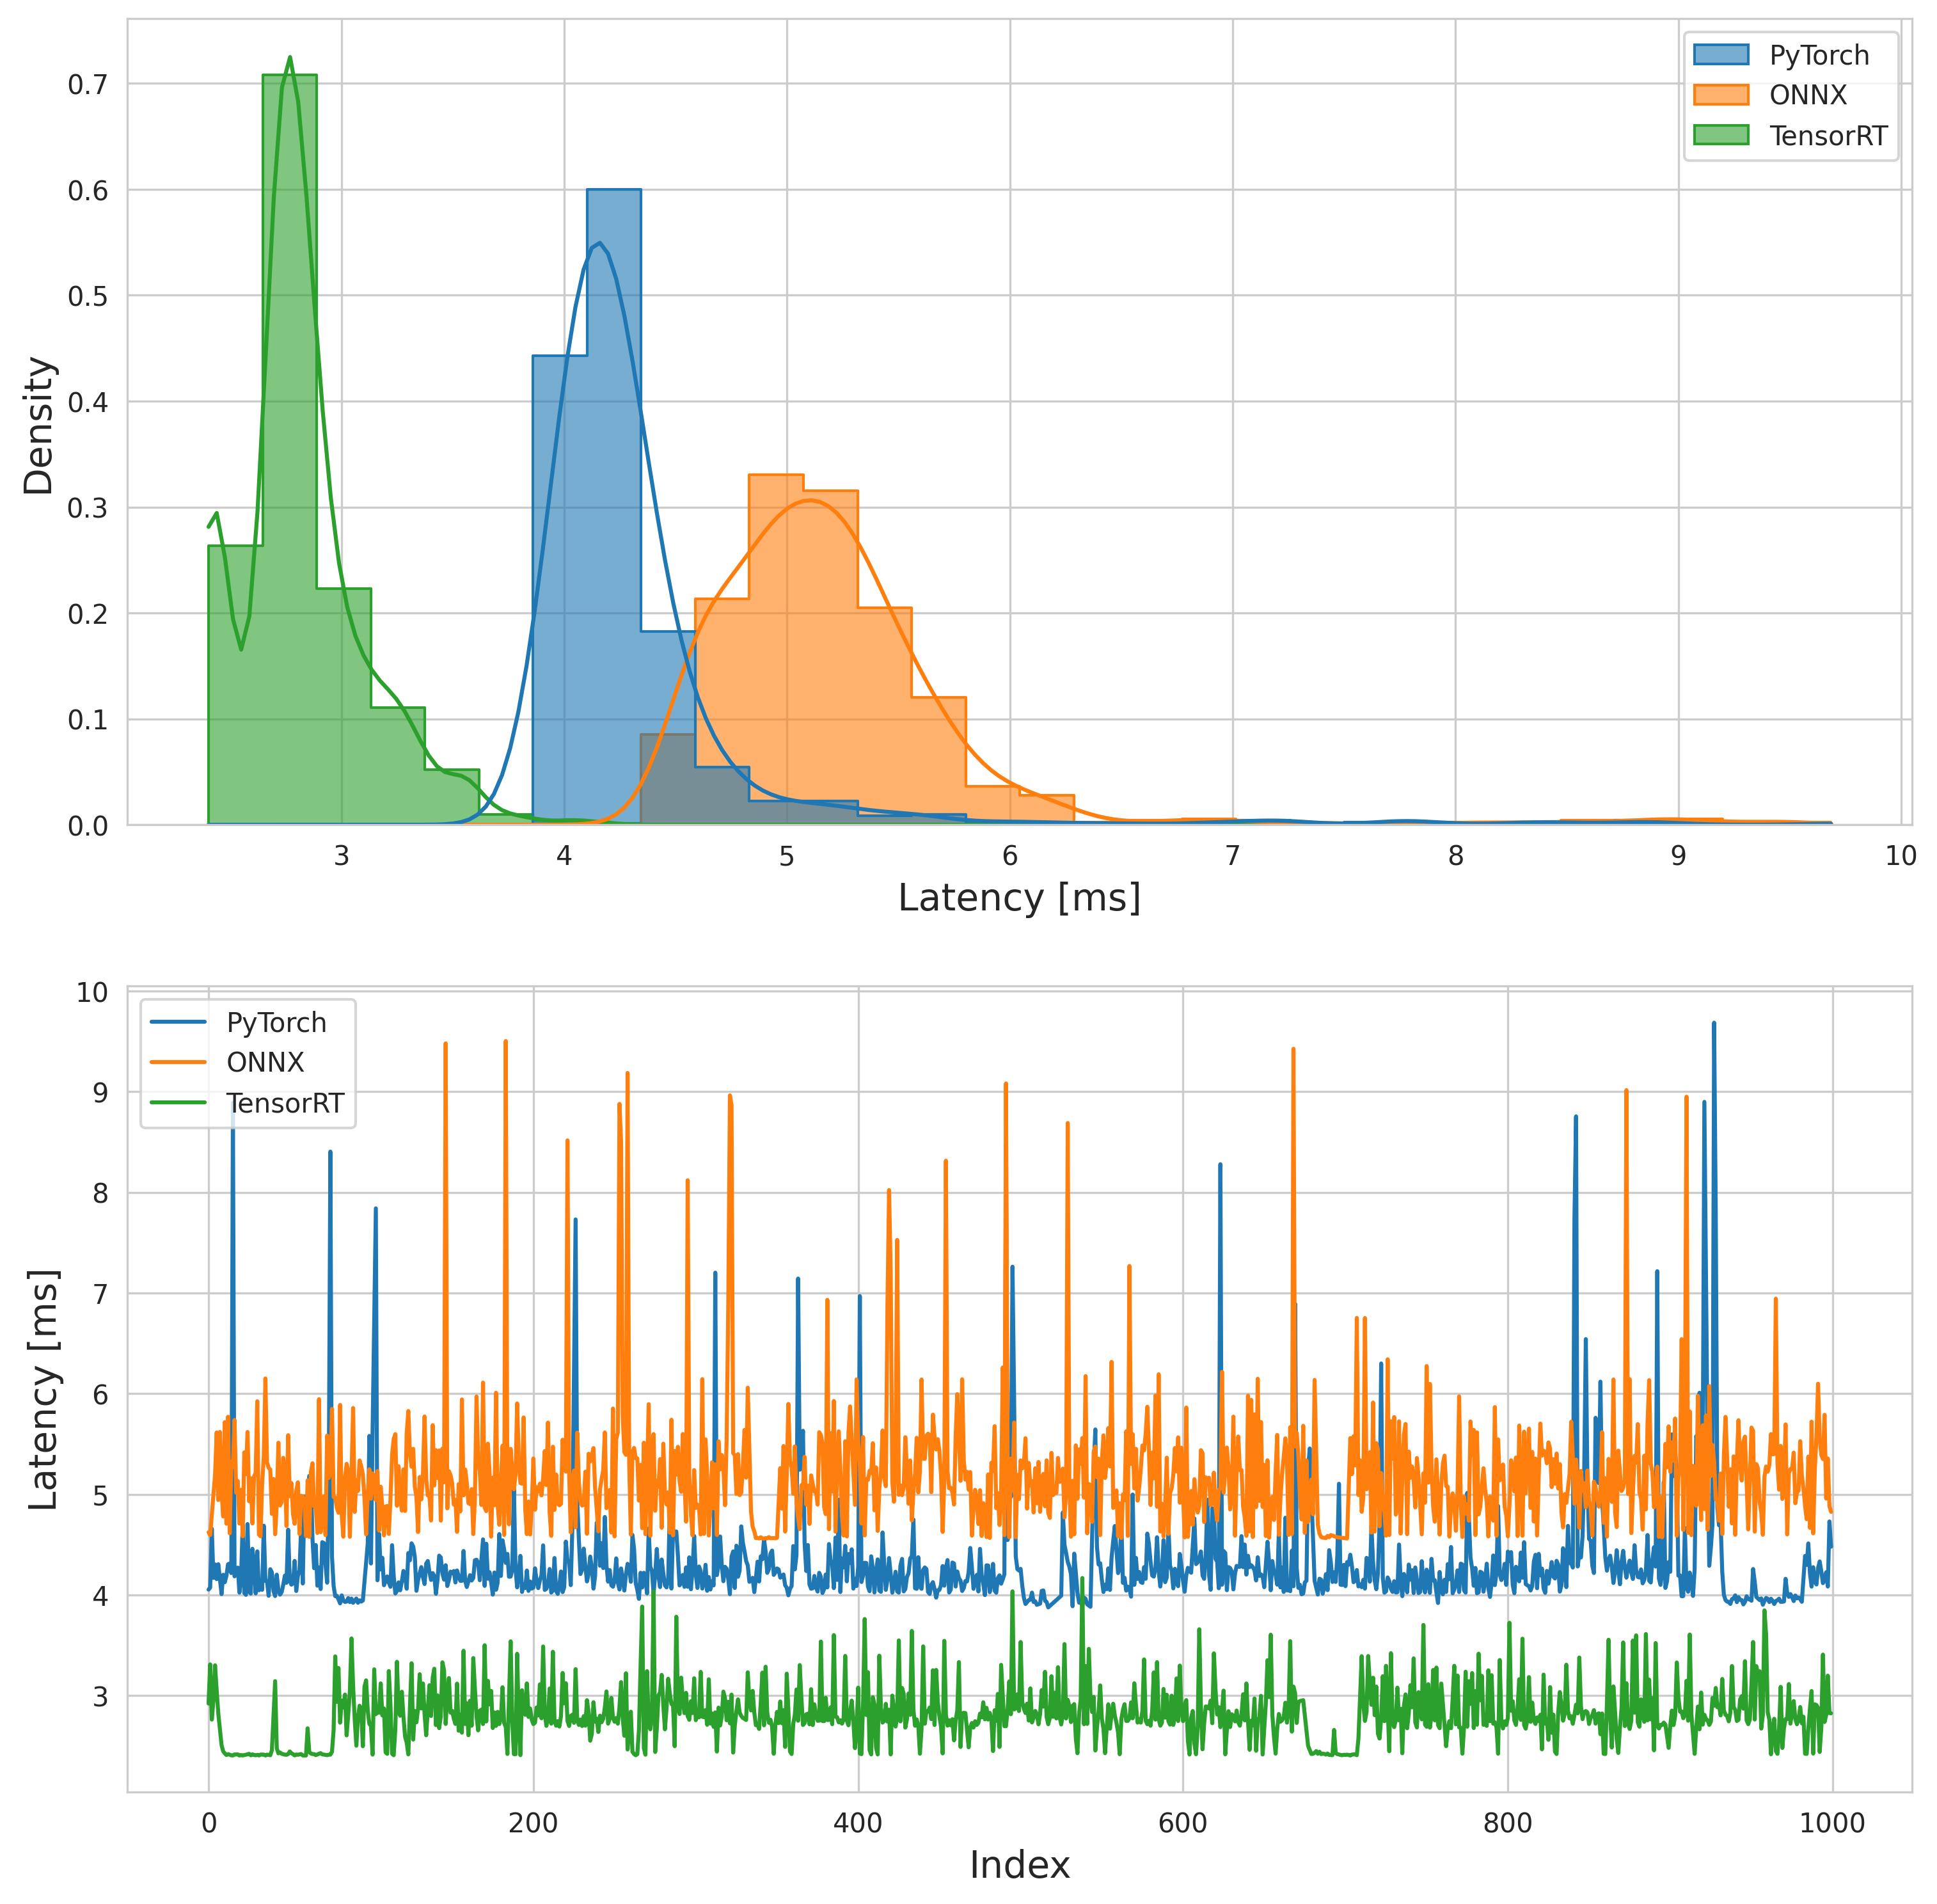 0.7
0.6
0.5
0.4
0.3
0.2
0.1
0.0
Density
3 4 5 6 7 8 9 10
Latency [ms]
PyTorch
ONNX
TensorRT
10
9
8
7
6
5
4
3
Latency [ms]
PyTorch
ONNX
TensorRT
0 200 400 600 800 1000
Index